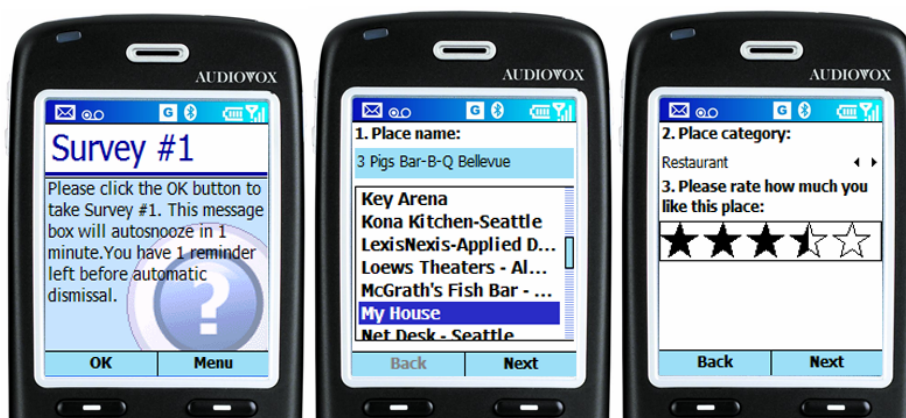 AUDIOVOX
G
Survey #1
Please click the OK button to
take Survey #1. This message
box will autosnooze in 1
minute.You have 1 reminder
left before automatic
dismissal.
?
OK Menu
AUDIOVOX
G
1. Place name:
3 Pigs Bar-B-Q Bellevue
Key Arena
Kona Kitchen-Seattle
LexisNexis-Applied D...
Loews Theaters - Al...
McGrath's Fish Bar - ...
My House
Net Desk - Seattle
Back Next
AUDIOVOX
G
2. Place category:
Restaurant
3. Please rate how much you
like this place:
Back Next